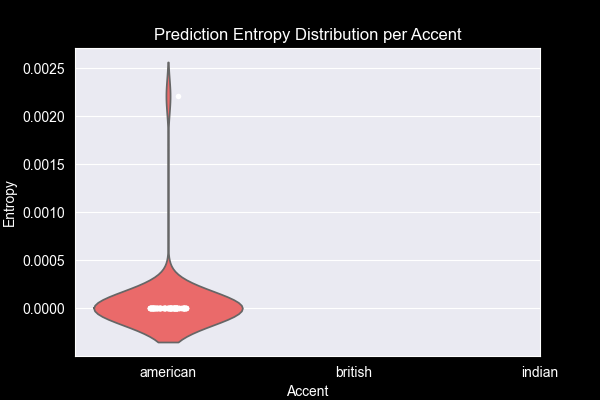 Prediction Entropy Distribution per Accent
0.0025
0.0020
0.0015
0.0010
0.0005
0.0000
Entropy
american british indian
Accent